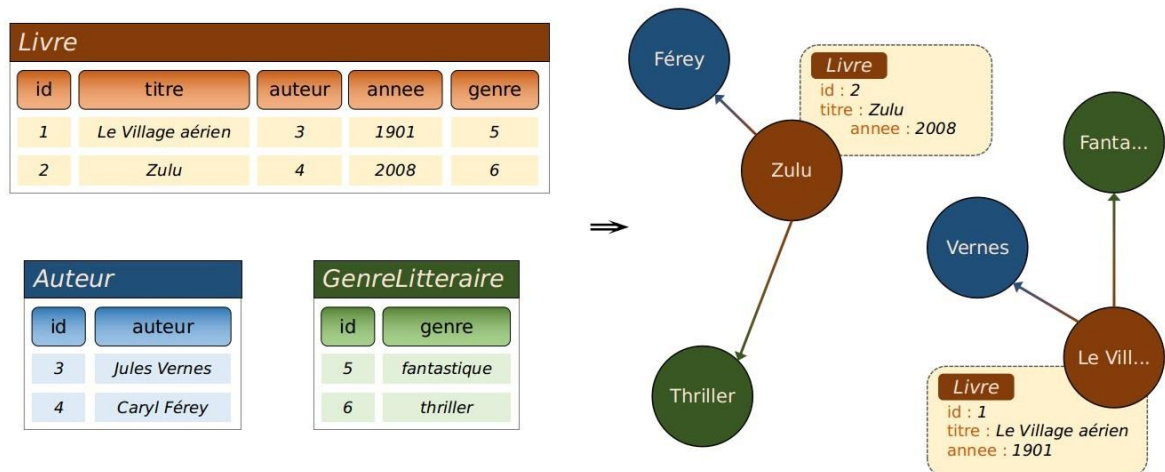 Livre
id titre auteur annee genre
1 Le Village aérien 3 1901 5
2 Zulu 4 2008 6
Auteur
id auteur
3 Jules Vernes
4 Caryl Férey
GenreLitteraire
id genre
5 fantastique
6 thriller
⇒
Férey
Livre
id : 2
titre : Zulu
annee : 2008
Zulu
Fanta...
Vernes
Thriller
Le Vill...
Livre
id : 1
titre : Le Village aérien
annee : 1901